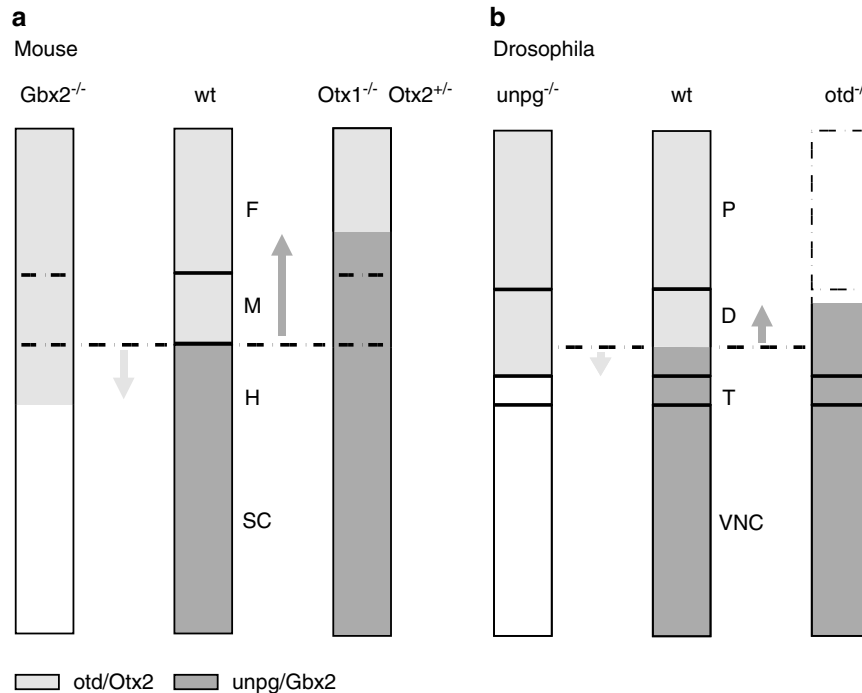 a
Mouse
Gbx2-/- wt Otx1-/- Otx2+/-
F
M
H
SC
b
Drosophila
unpg-/- wt otd-/
P
D
T
VNC
otd/Otx2 unpg/Gbx2